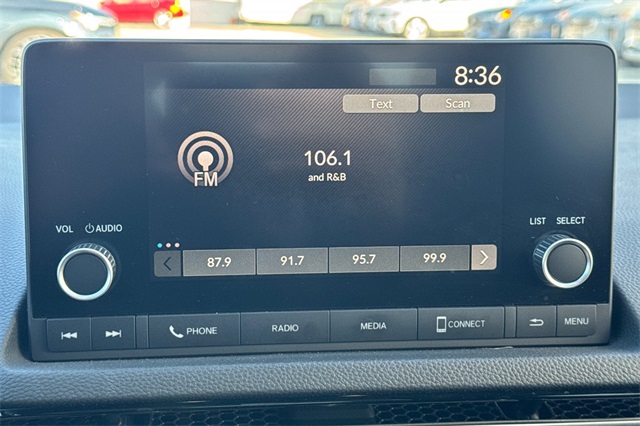 8:36
Text Scan
106.1
and R&B
FM
VOL AUDIO
LIST SELECT
87.9 91.7 95.7 99.9
PHONE RADIO MEDIA CONNECT MENU